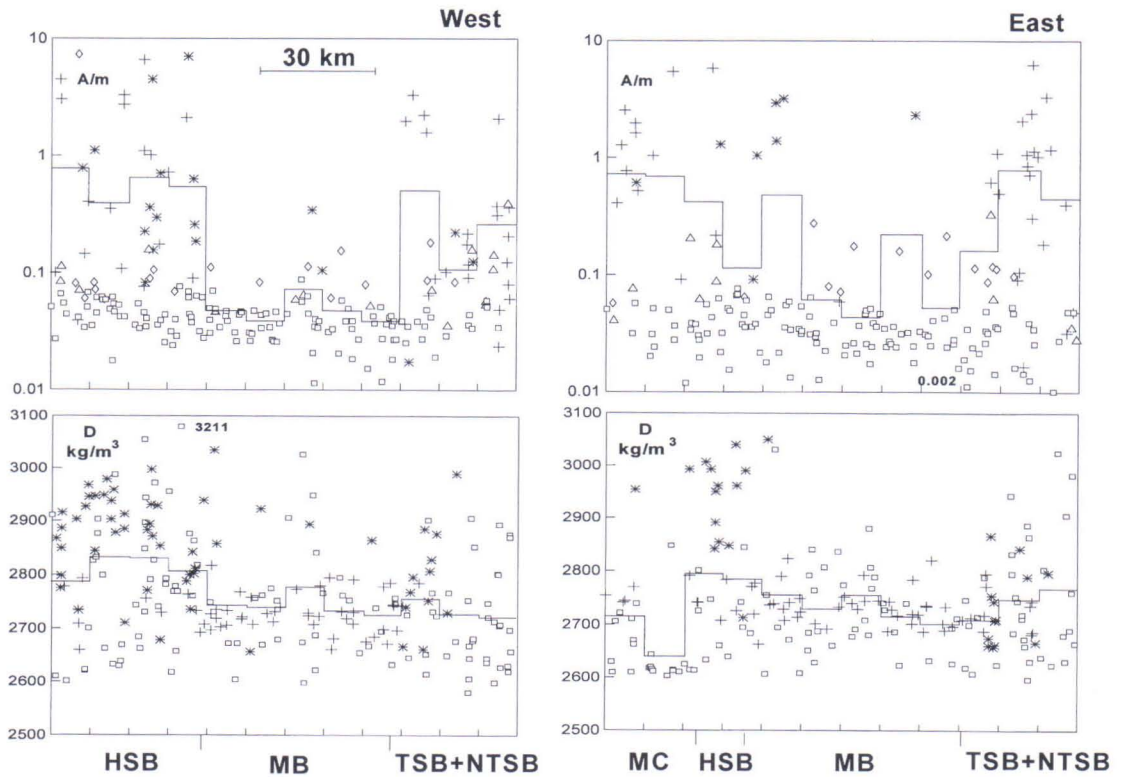 West
10
30 km
A/m
1
0.1
0.01
East
10
A/m
1
0.1
0.002
0.01
3100
D
3211
kg/m3
3000
2900
2800
2700
2600
2500
HSB
MB
TSB+NTSB
3100
D
kg/m3
3000
2900
2800
2700
2600
2500
MC
HSB
MB
TSB+NTSB